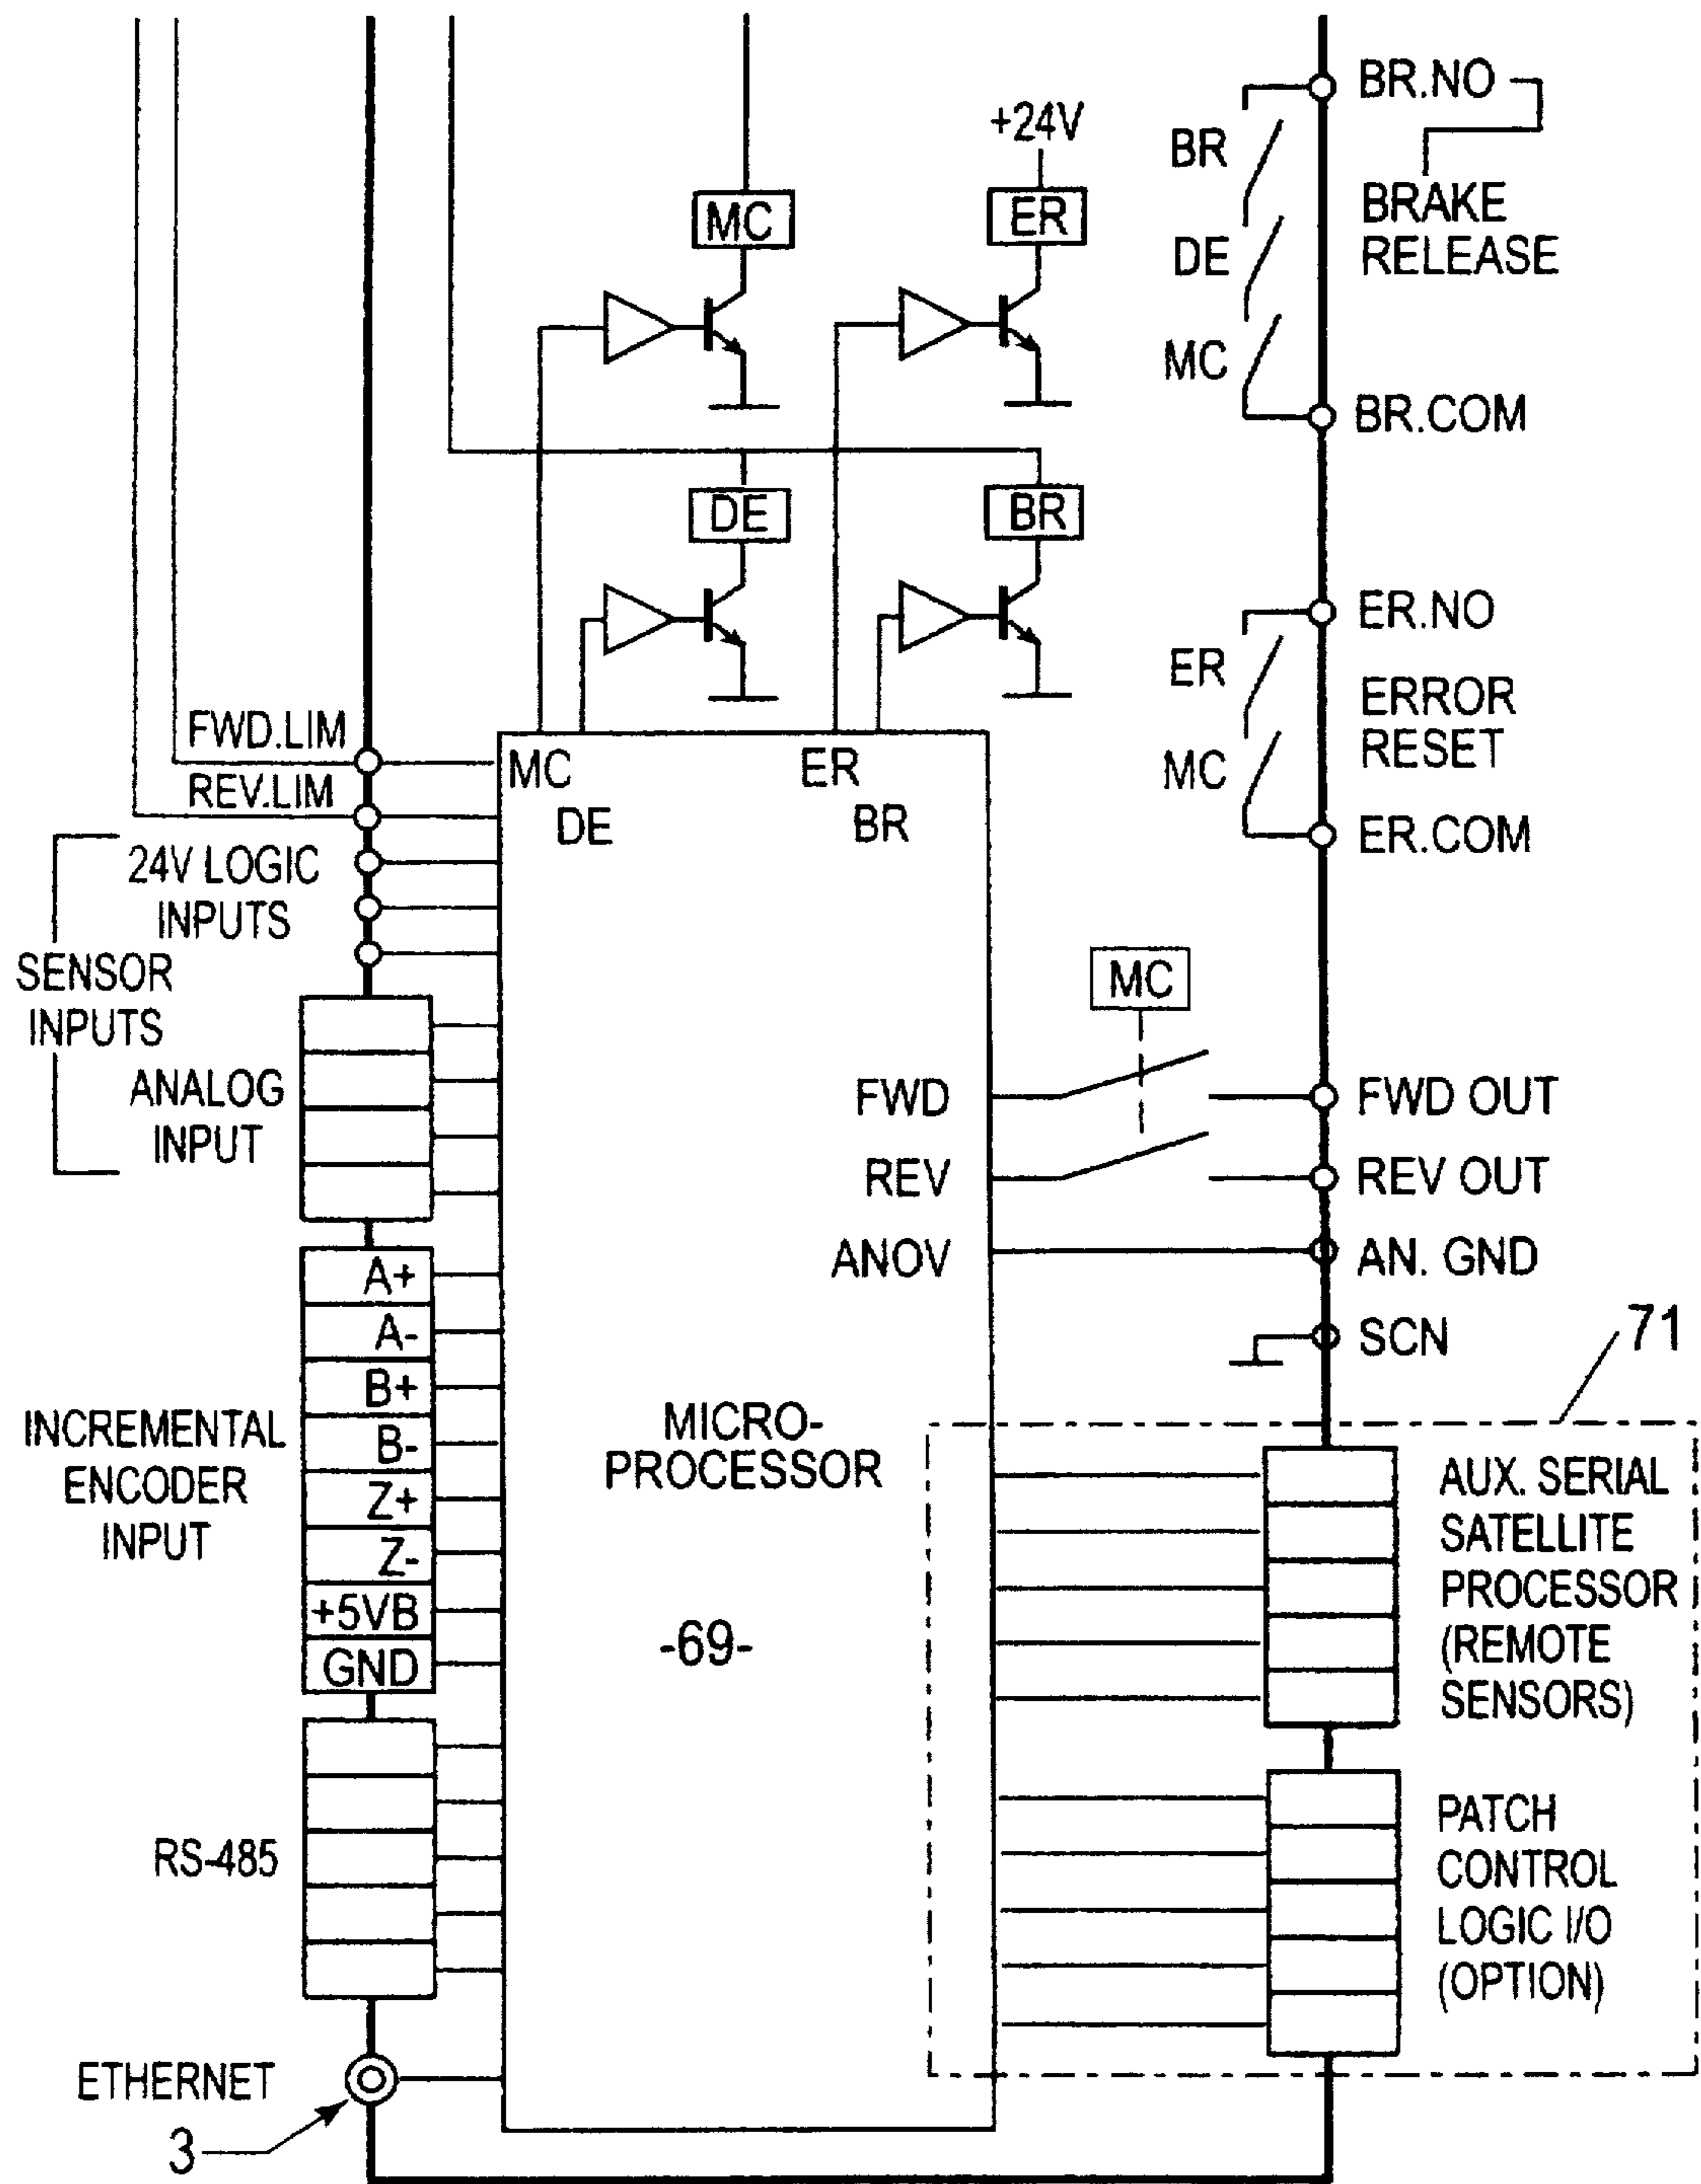 BR.NO
+24V
BR
MC
ER
BRAKE
RELEASE
DE
MC
BR.COM
DE
BR
ER.NO
ER
ERROR
RESET
FWD.LIM
MC
ER
MC
REV.LIM
DE
BR
ER.COM
24V LOGIC
INPUTS
SENSOR
INPUTS
MC
ANALOG
INPUT
FWD
FWD OUT
REV
REV OUT
ANOV
AN. GND
SCN
71
A+
A-
B+
B-
Z+
Z-
+5VB
GND
INCREMENTAL
ENCODER
INPUT
MICRO-
PROCESSOR
-69-
AUX. SERIAL
SATELLITE
PROCESSOR
(REMOTE
SENSORS)
RS-485
PATCH
CONTROL
LOGIC I/O
(OPTION)
ETHERNET
3